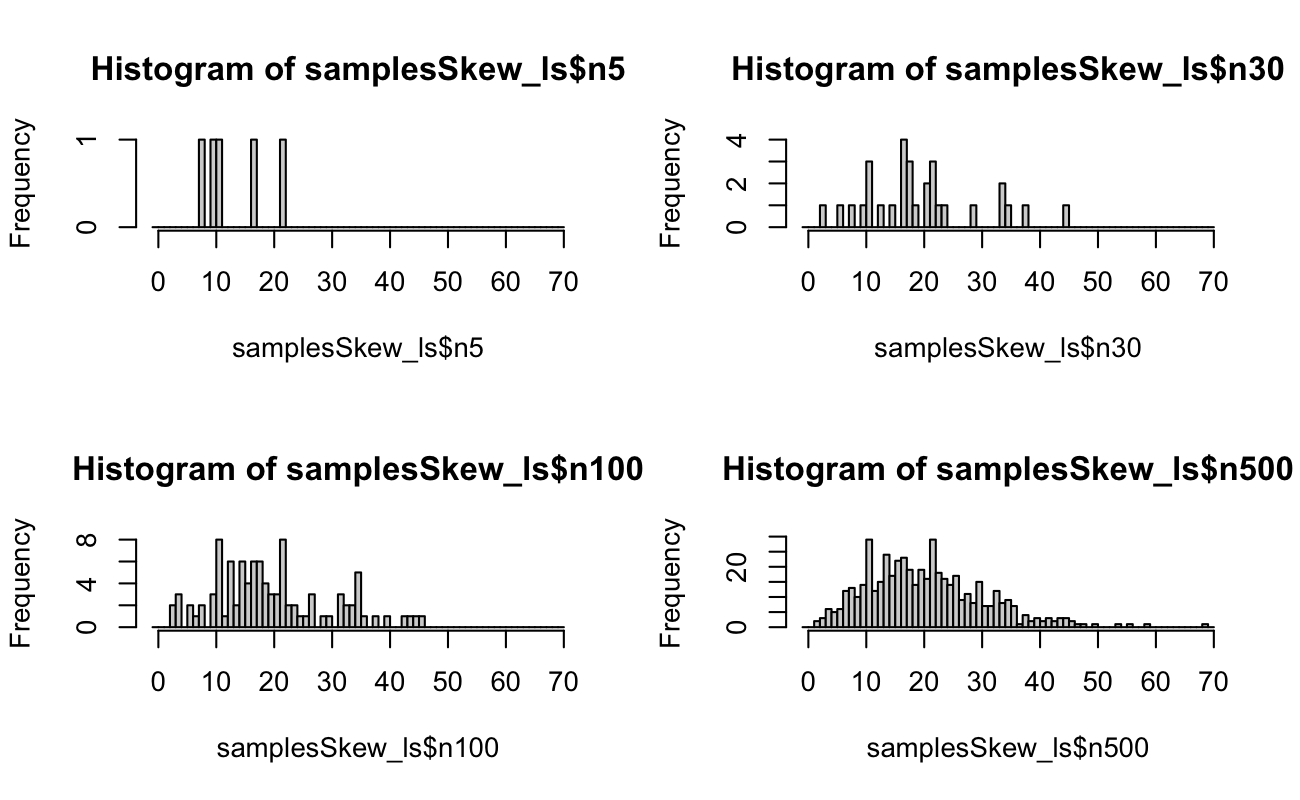 Histogram of samplesSkew_ls$n5
Frequency
1
0
0 10 20 30 40 50 60 70
samplesSkew_ls$n5
Histogram of samplesSkew_ls$n30
Frequency
4
2
0
0 10 20 30 40 50 60 70
samplesSkew_ls$n30
Histogram of samplesSkew_ls$n100
Frequency
8
4
0
0 10 20 30 40 50 60 70
samplesSkew_ls$n100
Histogram of samplesSkew_ls$n500
Frequency
20
0
0 10 20 30 40 50 60 70
samplesSkew_ls$n500